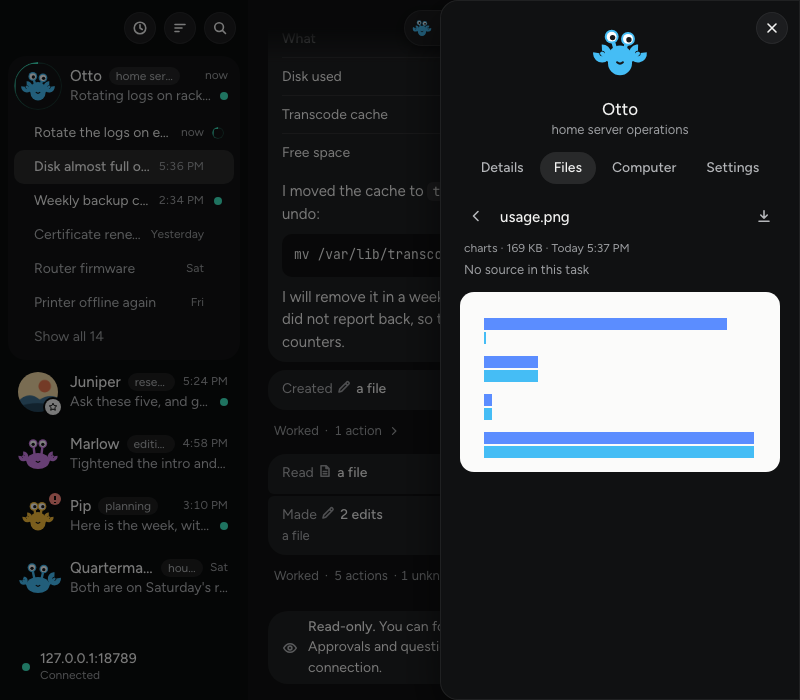 Otto home ser... now
Rotating logs on rack...
Rotate the logs on e... now
Disk almost full o... 5:36 PM
Weekly backup c... 2:34 PM
Certificate rene... Yesterday
Router firmware Sat
Printer offline again Fri
Show all 14
Juniper rese... 5:24 PM
Ask these five, and g...
Marlow editi... 4:58 PM
Tightened the intro and...
Pip planning 3:10 PM
Here is the week, wit...
Quarterma... hou... Sat
Both are on Saturday's r...
127.0.0.1:18789
Connected
What
Disk used
Transcode cache
Free space
I moved the cache to
undo:
mv /var/lib/transco
I will remove it in a week
did not report back, so t
counters.
Created a file
Worked · 1 action
Read a file
Made 2 edits
a file
Worked · 5 actions · 1 unkn
Read-only. You can fo
Approvals and questi
connection.
Otto
home server operations
Details Files Computer Settings
usage.png
charts · 169 KB · Today 5:37 PM
No source in this task